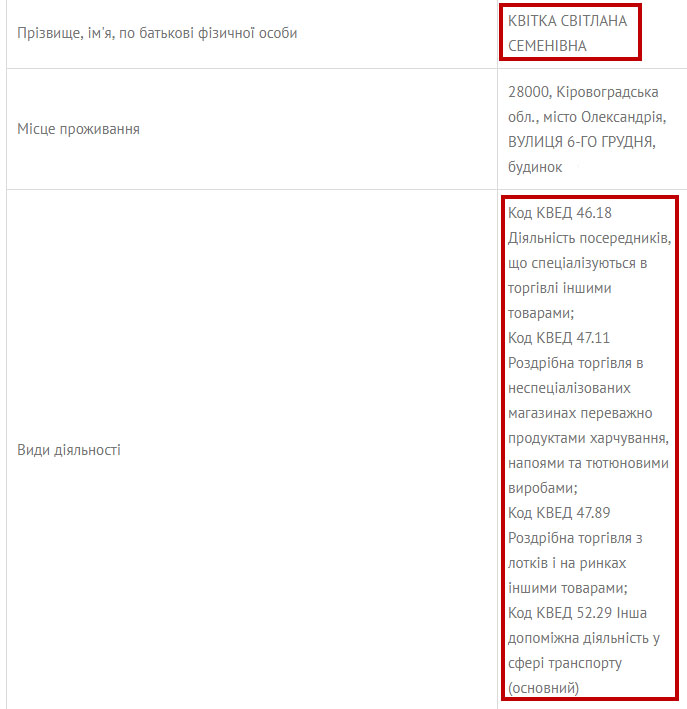 Прізвище, ім'я, по батькові фізичної особи
КВІТКА СВІТЛАНА
СЕМЕНІВНА
Місце проживання
28000, Кіровоградська
обл., місто Олександрія,
ВУЛИЦЯ 6-ГО ГРУДНЯ,
будинок
Види діяльності
Код КВЕД 46.18
Діяльність посередників,
що спеціалізуються в
торгівлі іншими
товарами;
Код КВЕД 47.11
Роздрібна торгівля в
неспеціалізованих
магазинах переважно
продуктами харчування,
напоями та тютюновими
виробами;
Код КВЕД 47.89
Роздрібна торгівля з
лотків і на ринках
іншими товарами;
Код КВЕД 52.29 Інша
допоміжна діяльність у
сфері транспорту
(основний)